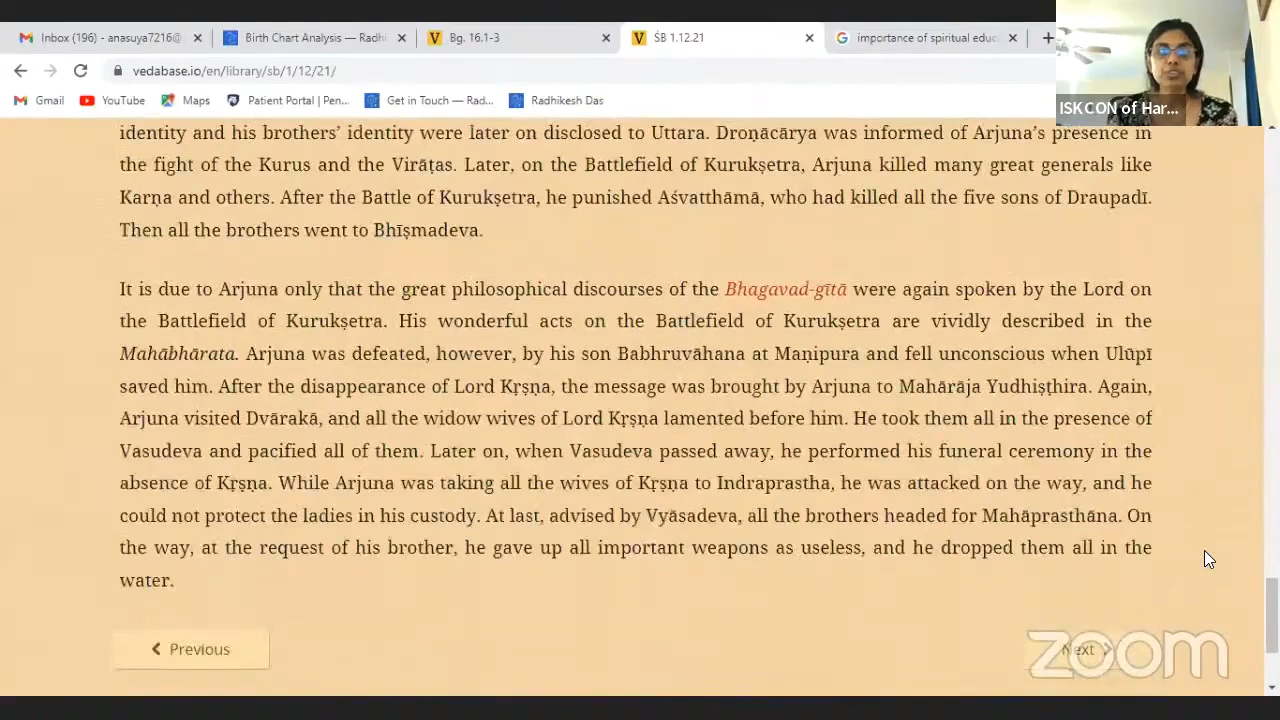 Inbox (196) - anasuya7216@
Birth Chart Analysis — Radhi
Bg. 16.1-3
ŚB 1.12.21
importance of spiritual educ
vedabase.io/en/library/sb/1/12/21/
Gmail
YouTube
Maps
Patient Portal | Pen...
Get in Touch — Rad...
Radhikesh Das
ISKCON of Har...
identity and his brothers’ identity were later on disclosed to Uttara. Droṇācārya was informed of Arjuna’s presence in
the fight of the Kurus and the Virāṭas. Later, on the Battlefield of Kurukṣetra, Arjuna killed many great generals like
Karṇa and others. After the Battle of Kurukṣetra, he punished Aśvatthāmā, who had killed all the five sons of Draupadī.
Then all the brothers went to Bhīṣmadeva.
It is due to Arjuna only that the great philosophical discourses of the Bhagavad-gītā were again spoken by the Lord on
the Battlefield of Kurukṣetra. His wonderful acts on the Battlefield of Kurukṣetra are vividly described in the
Mahābhārata. Arjuna was defeated, however, by his son Babhruvāhana at Maṇipura and fell unconscious when Ulūpī
saved him. After the disappearance of Lord Kṛṣṇa, the message was brought by Arjuna to Mahārāja Yudhiṣṭhira. Again,
Arjuna visited Dvārakā, and all the widow wives of Lord Kṛṣṇa lamented before him. He took them all in the presence of
Vasudeva and pacified all of them. Later on, when Vasudeva passed away, he performed his funeral ceremony in the
absence of Kṛṣṇa. While Arjuna was taking all the wives of Kṛṣṇa to Indraprastha, he was attacked on the way, and he
could not protect the ladies in his custody. At last, advised by Vyāsadeva, all the brothers headed for Mahāprasthāna. On
the way, at the request of his brother, he gave up all important weapons as useless, and he dropped them all in the
water.
Previous
Next
zoom